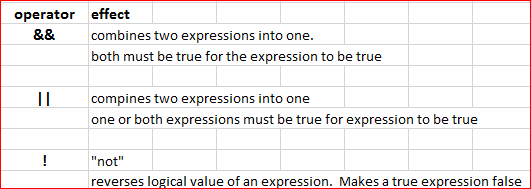 operator effect
&& combines two expressions into one.
both must be true for the expression to be true
|| compines two expressions into one
one or both expressions must be true for expression to be true
! "not"
reverses logical value of an expression. Makes a true expression false